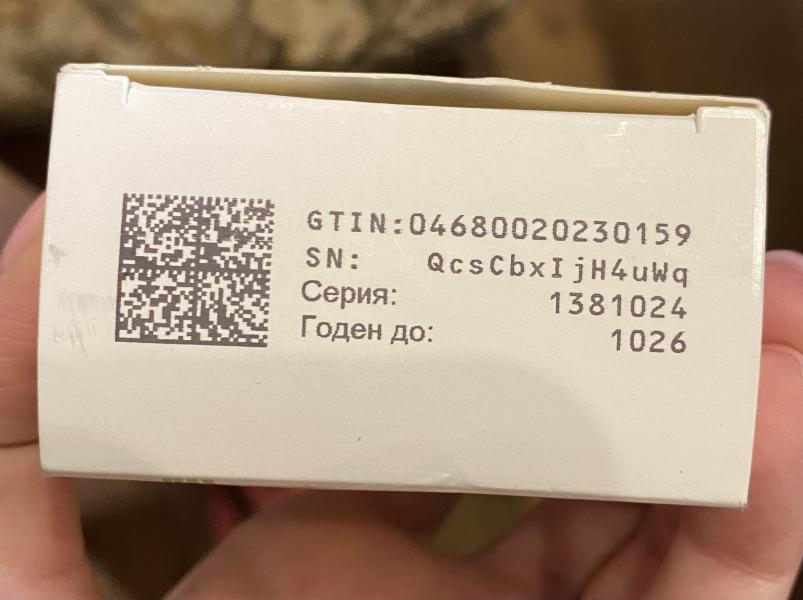 GTIN:04680020230159
SN: QcsCbxIjH4uWq
Серия: 1381024
Годен до: 1026